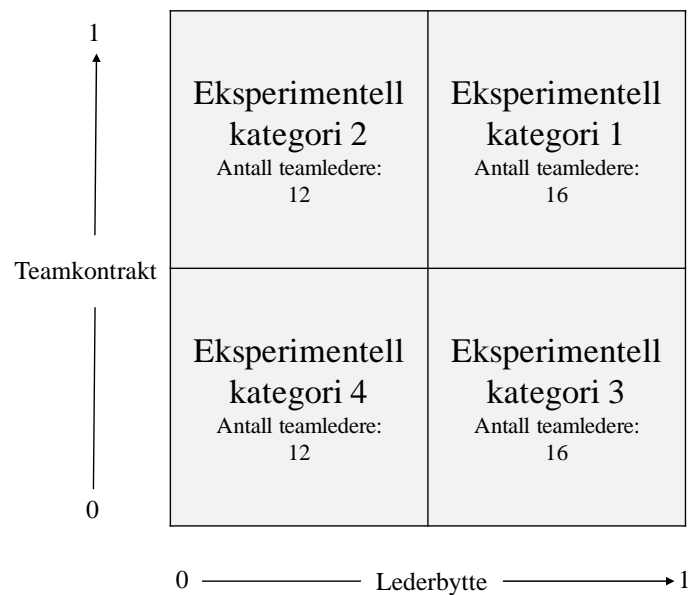 1
Eksperimentell
kategori 2
Antall teamledere:
12
Eksperimentell
kategori 1
Antall teamledere:
16
Teamkontrakt
Eksperimentell
kategori 4
Antall teamledere:
12
Eksperimentell
kategori 3
Antall teamledere:
16
0
0
Lederbytte
1